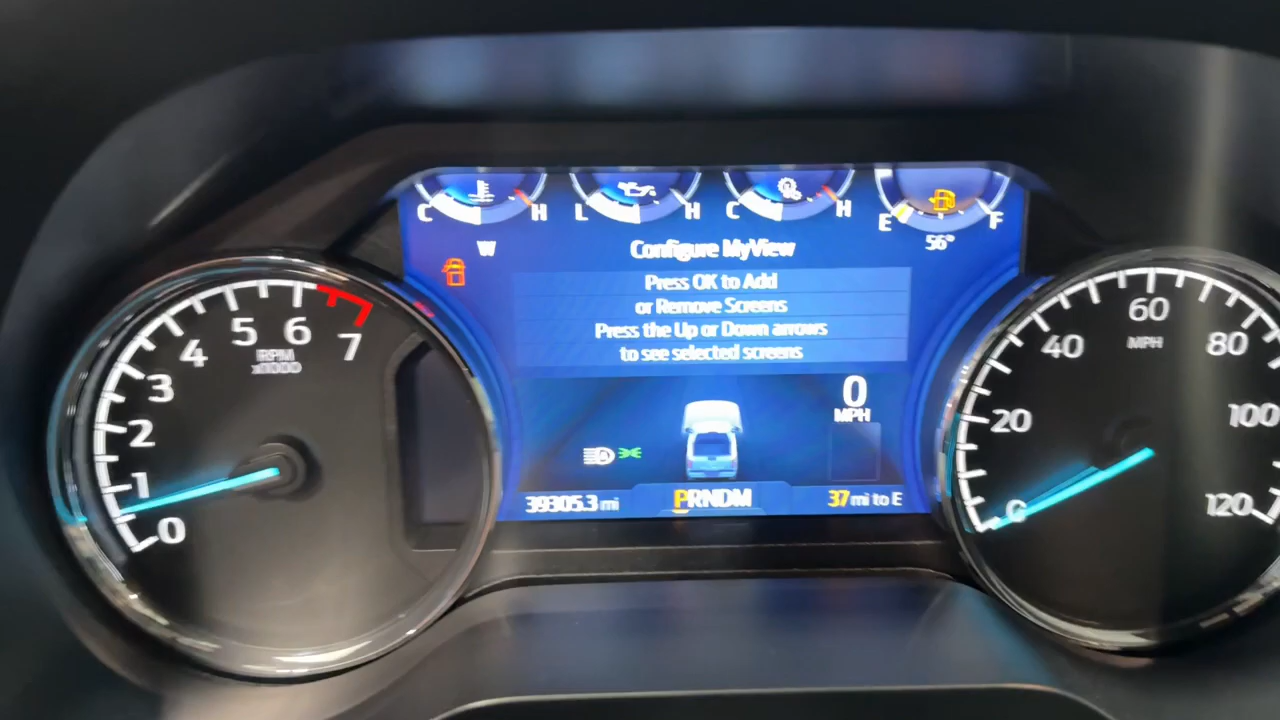 C H L H C H E F
W
56°
Configure MyView
Press OK to Add
or Remove Screens
Press the Up or Down arrows
to see selected screens
0
MPH
39305.3 mi
PRNDM
37 mi to E
0 1 2 3 4 5 6 7
RPM
x1000
0 20 40 60 80 100 120
MPH